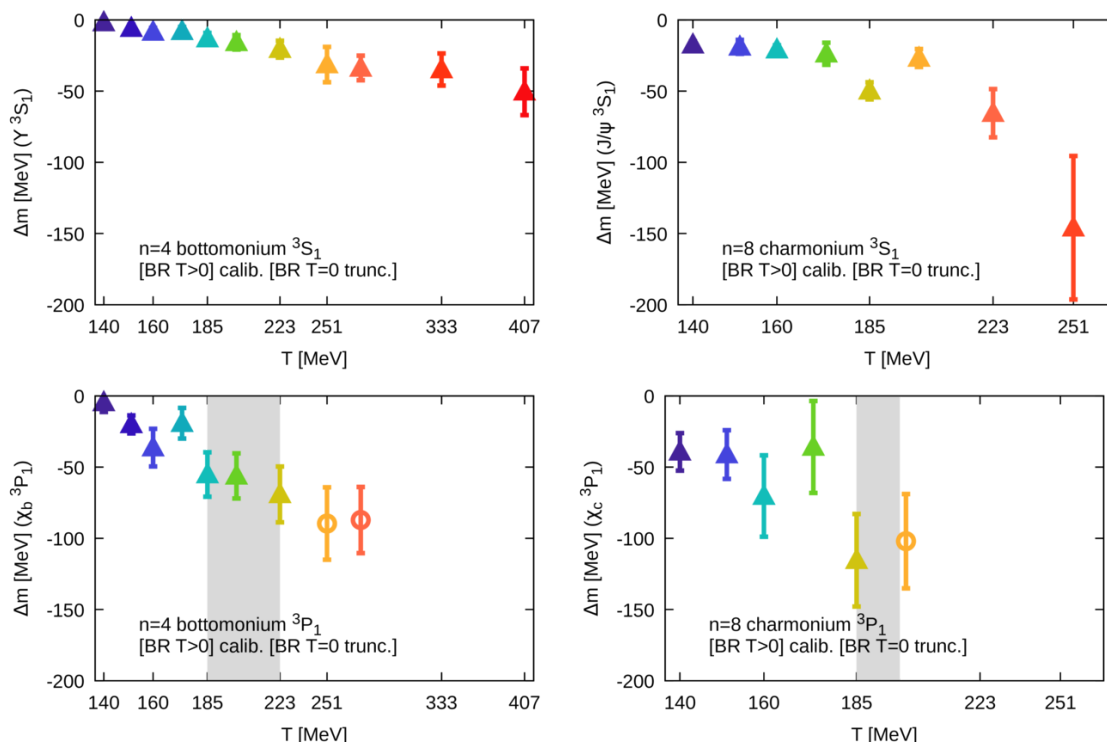 0
-50
-100
-150
-200
Δm [MeV] (Υ ³S₁)
n=4 bottomonium ³S₁
[BR T>0] calib. [BR T=0 trunc.]
140 160 185 223 251 333 407
T [MeV]
0
-50
-100
-150
-200
Δm [MeV] (J/ψ ³S₁)
n=8 charmonium ³S₁
[BR T>0] calib. [BR T=0 trunc.]
140 160 185 223 251
T [MeV]
0
-50
-100
-150
-200
Δm [MeV] (χb ³P₁)
n=4 bottomonium ³P₁
[BR T>0] calib. [BR T=0 trunc.]
140 160 185 223 251 333 407
T [MeV]
0
-50
-100
-150
-200
Δm [MeV] (χc ³P₁)
n=8 charmonium ³P₁
[BR T>0] calib. [BR T=0 trunc.]
140 160 185 223 251
T [MeV]